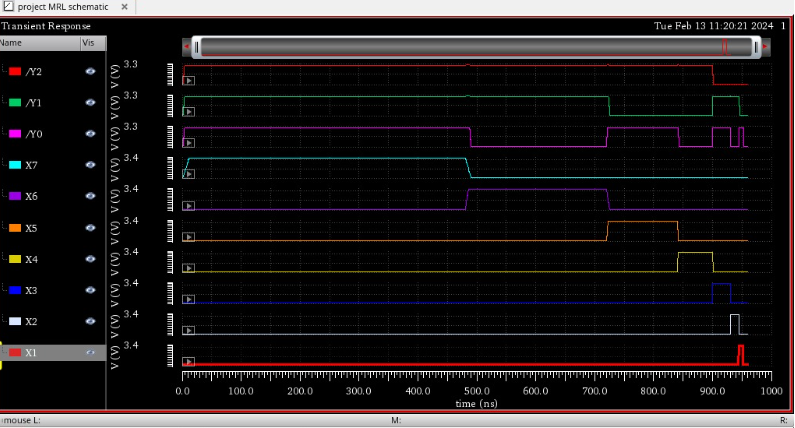 project MRL schematic
Transient Response
Tue Feb 13 11:20:21 2024 1
Name Vis
/Y2
/Y1
/Y0
X7
X6
X5
X4
X3
X2
X1
V (V) 3.3
V (V) 3.3
V (V) 3.3
V (V) 3.4
V (V) 3.4
V (V) 3.4
V (V) 3.4
V (V) 3.4
V (V) 3.4
V (V) 3.4
0.0 100.0 200.0 300.0 400.0 500.0 600.0 700.0 800.0 900.0 1000
time (ns)
mouse L: M: R: